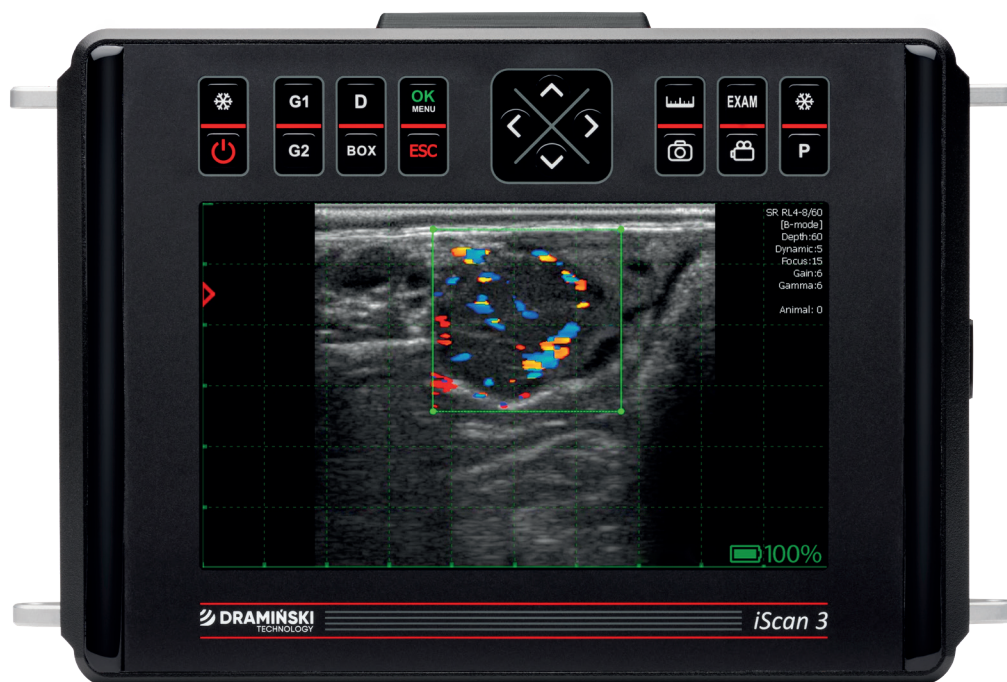 G1
D
OK
MENU
EXAM
G2
BOX
ESC
P
SR RL4-8/60
[B-mode]
Depth:60
Dynamic:5
Focus:15
Gain:6
Gamma:6
Animal: 0
100%
DRAMIŃSKI
TECHNOLOGY
iScan 3